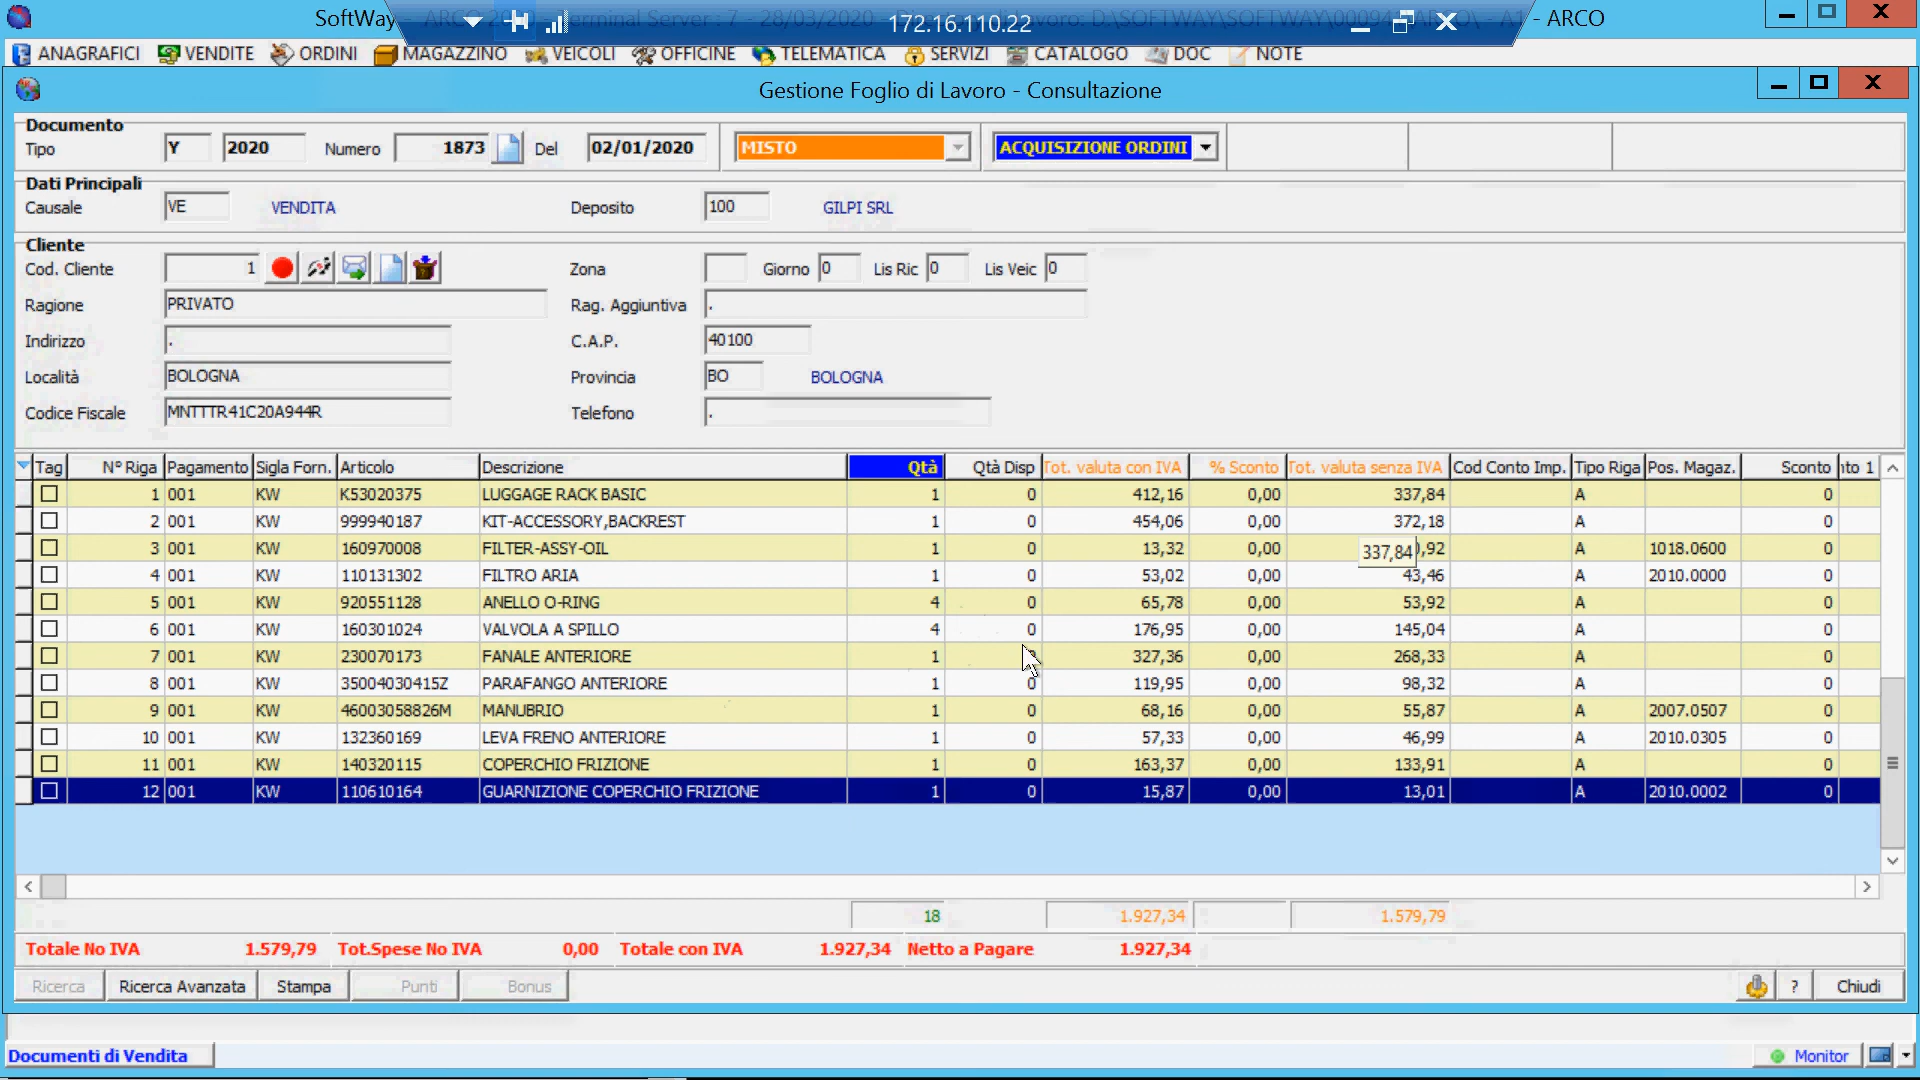 SoftWay - ARCO 20 Terminal Server - 7 - 28/03/2020 avoro: D:\SOFTWAY\SOFTWAY\00094 - ARCO
172.16.110.22
ANAGRAFICI VENDITE ORDINI MAGAZZINO VEICOLI OFFICINE TELEMATICA SERVIZI CATALOGO DOC NOTE
Gestione Foglio di Lavoro - Consultazione
Documento
Tipo Y 2020 Numero 1873 Del 02/01/2020 MISTO ACQUISIZIONE ORDINI
Dati Principali
Causale VE VENDITA Deposito 100 GILPI SRL
Cliente
Cod. Cliente 1 Zona Giorno 0 Lis Ric 0 Lis Veic 0
Ragione PRIVATO Rag. Aggiuntiva .
Indirizzo . C.A.P. 40100
Località BOLOGNA Provincia BO BOLOGNA
Codice Fiscale MNTTTR41C20A944R Telefono .
Tag N° Riga Pagamento Sigla Forn. Articolo Descrizione Qtà Qtà Disp Tot. valuta con IVA % Sconto Tot. valuta senza IVA Cod Conto Imp. Tipo Riga Pos. Magaz. Sconto nto 1
1 001 KW K53020375 LUGGAGE RACK BASIC 1 0 412,16 0,00 337,84 A 0
2 001 KW 999940187 KIT-ACCESSORY,BACKREST 1 0 454,06 0,00 372,18 A 0
3 001 KW 160970008 FILTER-ASSY-OIL 1 0 13,32 0,00 337,84 ,92 A 1018.0600 0
4 001 KW 110131302 FILTRO ARIA 1 0 53,02 0,00 43,46 A 2010.0000 0
5 001 KW 920551128 ANELLO O-RING 4 0 65,78 0,00 53,92 A 0
6 001 KW 160301024 VALVOLA A SPILLO 4 0 176,95 0,00 145,04 A 0
7 001 KW 230070173 FANALE ANTERIORE 1 0 327,36 0,00 268,33 A 0
8 001 KW 35004030415Z PARAFANGO ANTERIORE 1 0 119,95 0,00 98,32 A 0
9 001 KW 46003058826M MANUBRIO 1 0 68,16 0,00 55,87 A 2007.0507 0
10 001 KW 132360169 LEVA FRENO ANTERIORE 1 0 57,33 0,00 46,99 A 2010.0305 0
11 001 KW 140320115 COPERCHIO FRIZIONE 1 0 163,37 0,00 133,91 A 0
12 001 KW 110610164 GUARNIZIONE COPERCHIO FRIZIONE 1 0 15,87 0,00 13,01 A 2010.0002 0
18 1.927,34 1.579,79
Totale No IVA 1.579,79 Tot.Spese No IVA 0,00 Totale con IVA 1.927,34 Netto a Pagare 1.927,34
Ricerca Ricerca Avanzata Stampa Punti Bonus ? Chiudi
Documenti di Vendita Monitor